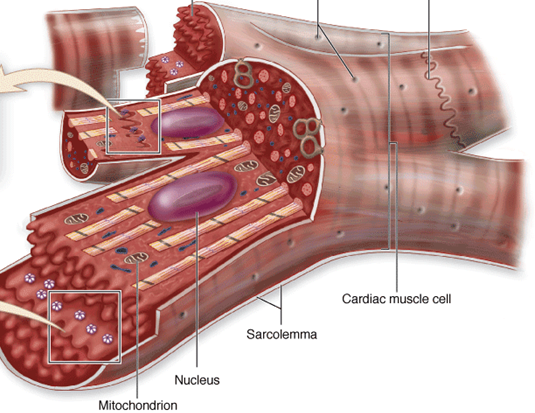 Cardiac muscle cell
Sarcolemma
Nucleus
Mitochondrion